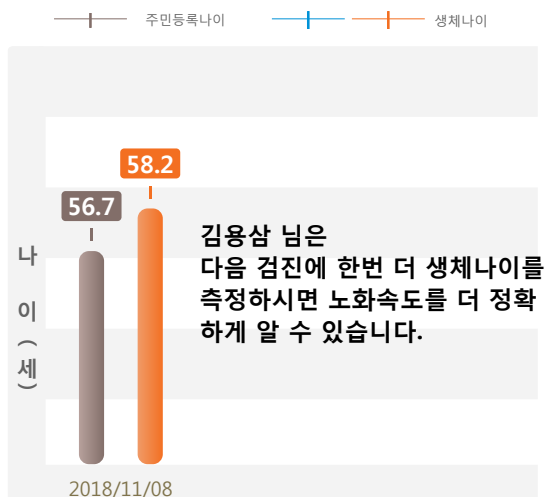 주민등록나이 생체나이
58.2
56.7
김용삼 님은
다음 검진에 한번 더 생체나이를
측정하시면 노화속도를 더 정확
하게 알 수 있습니다.
나이(세)
2018/11/08